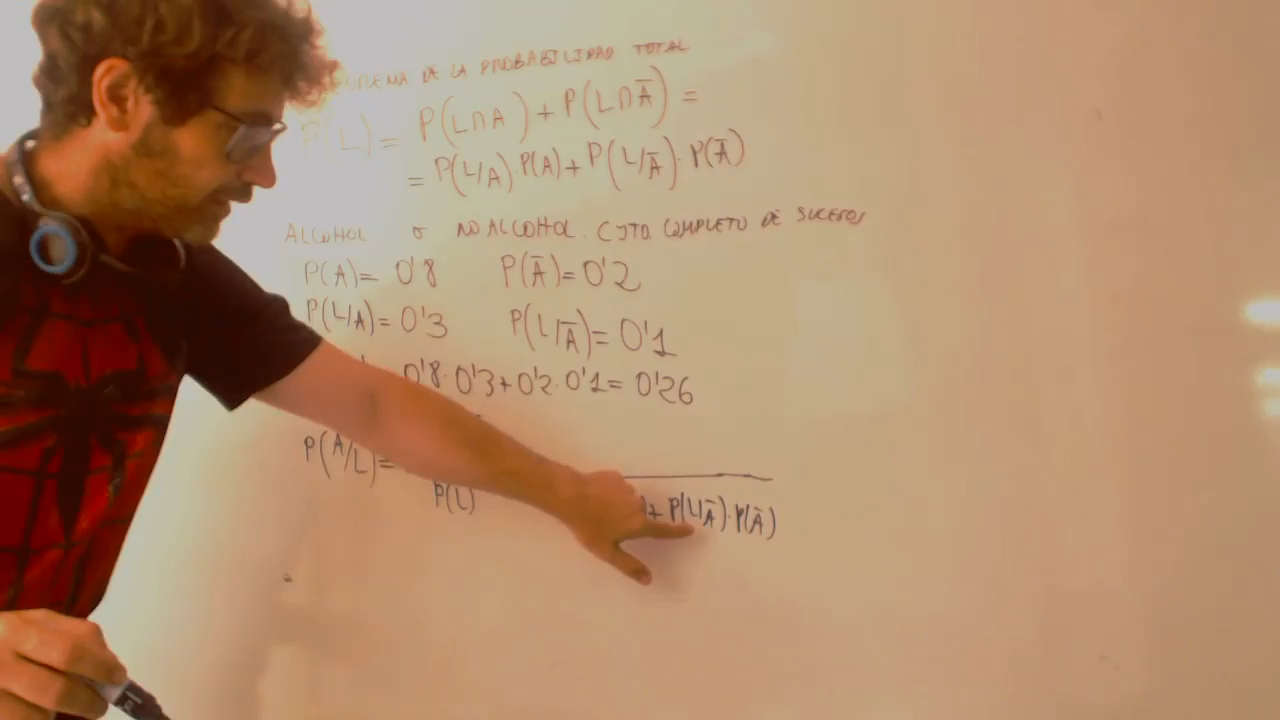 DE LA PROBABILIDAD TOTAL
P(L) = P(L∩A) + P(L∩Ā) =
= P(L/A) · P(A) + P(L/Ā) · P(Ā)
ALCOHOL o NO ALCOHOL: CJTO COMPLETO DE SUCESOS
P(A) = 0'8 P(Ā) = 0'2
P(L/A) = 0'3 P(L/Ā) = 0'1
0'8 · 0'3 + 0'2 · 0'1 = 0'26
P(A/L) =
P(L) ) + P(L/Ā) · P(Ā)